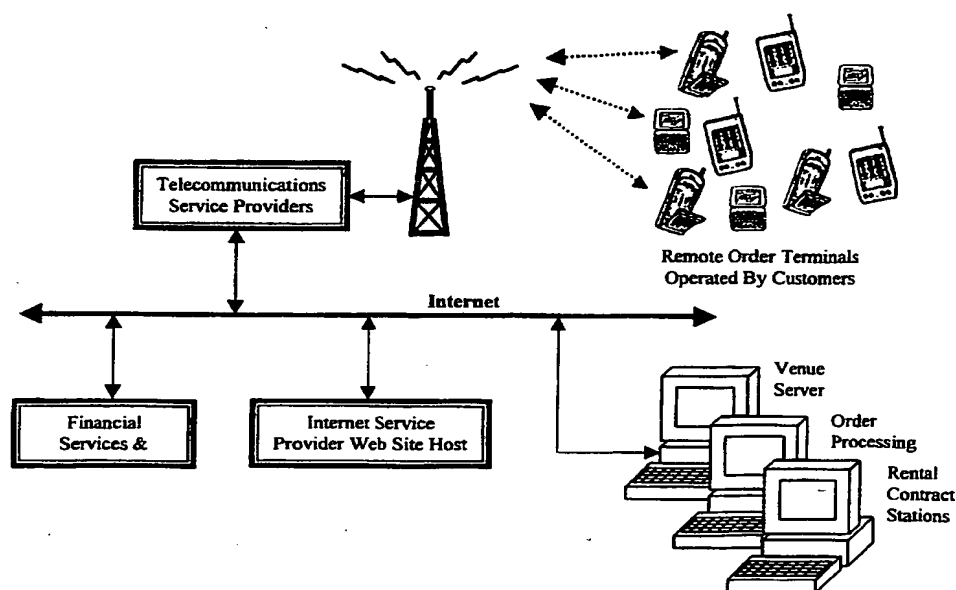 Telecommunications
Service Providers
Remote Order Terminals
Operated By Customers
Internet
Financial
Services &
Internet Service
Provider Web Site Host
Venue
Server
Order
Processing
Rental
Contract
Stations